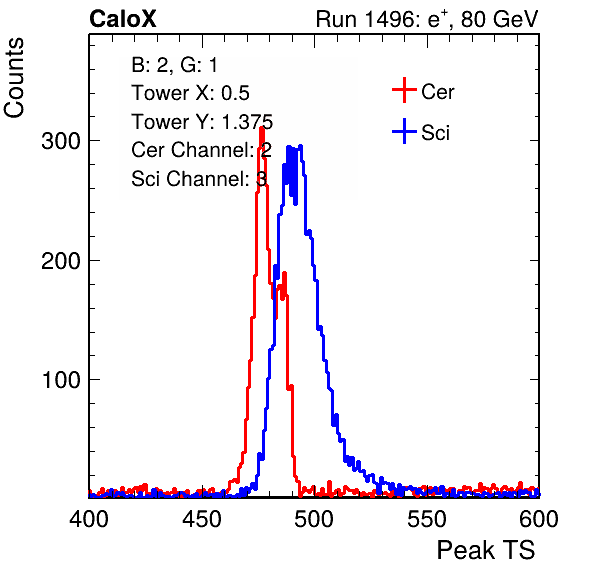 CaloX Run 1496: e⁺, 80 GeV
Counts
B: 2, G: 1
Tower X: 0.5
Tower Y: 1.375
Cer Channel: 2
Sci Channel: 3
Cer
Sci
300
200
100
400 450 500 550 600
Peak TS